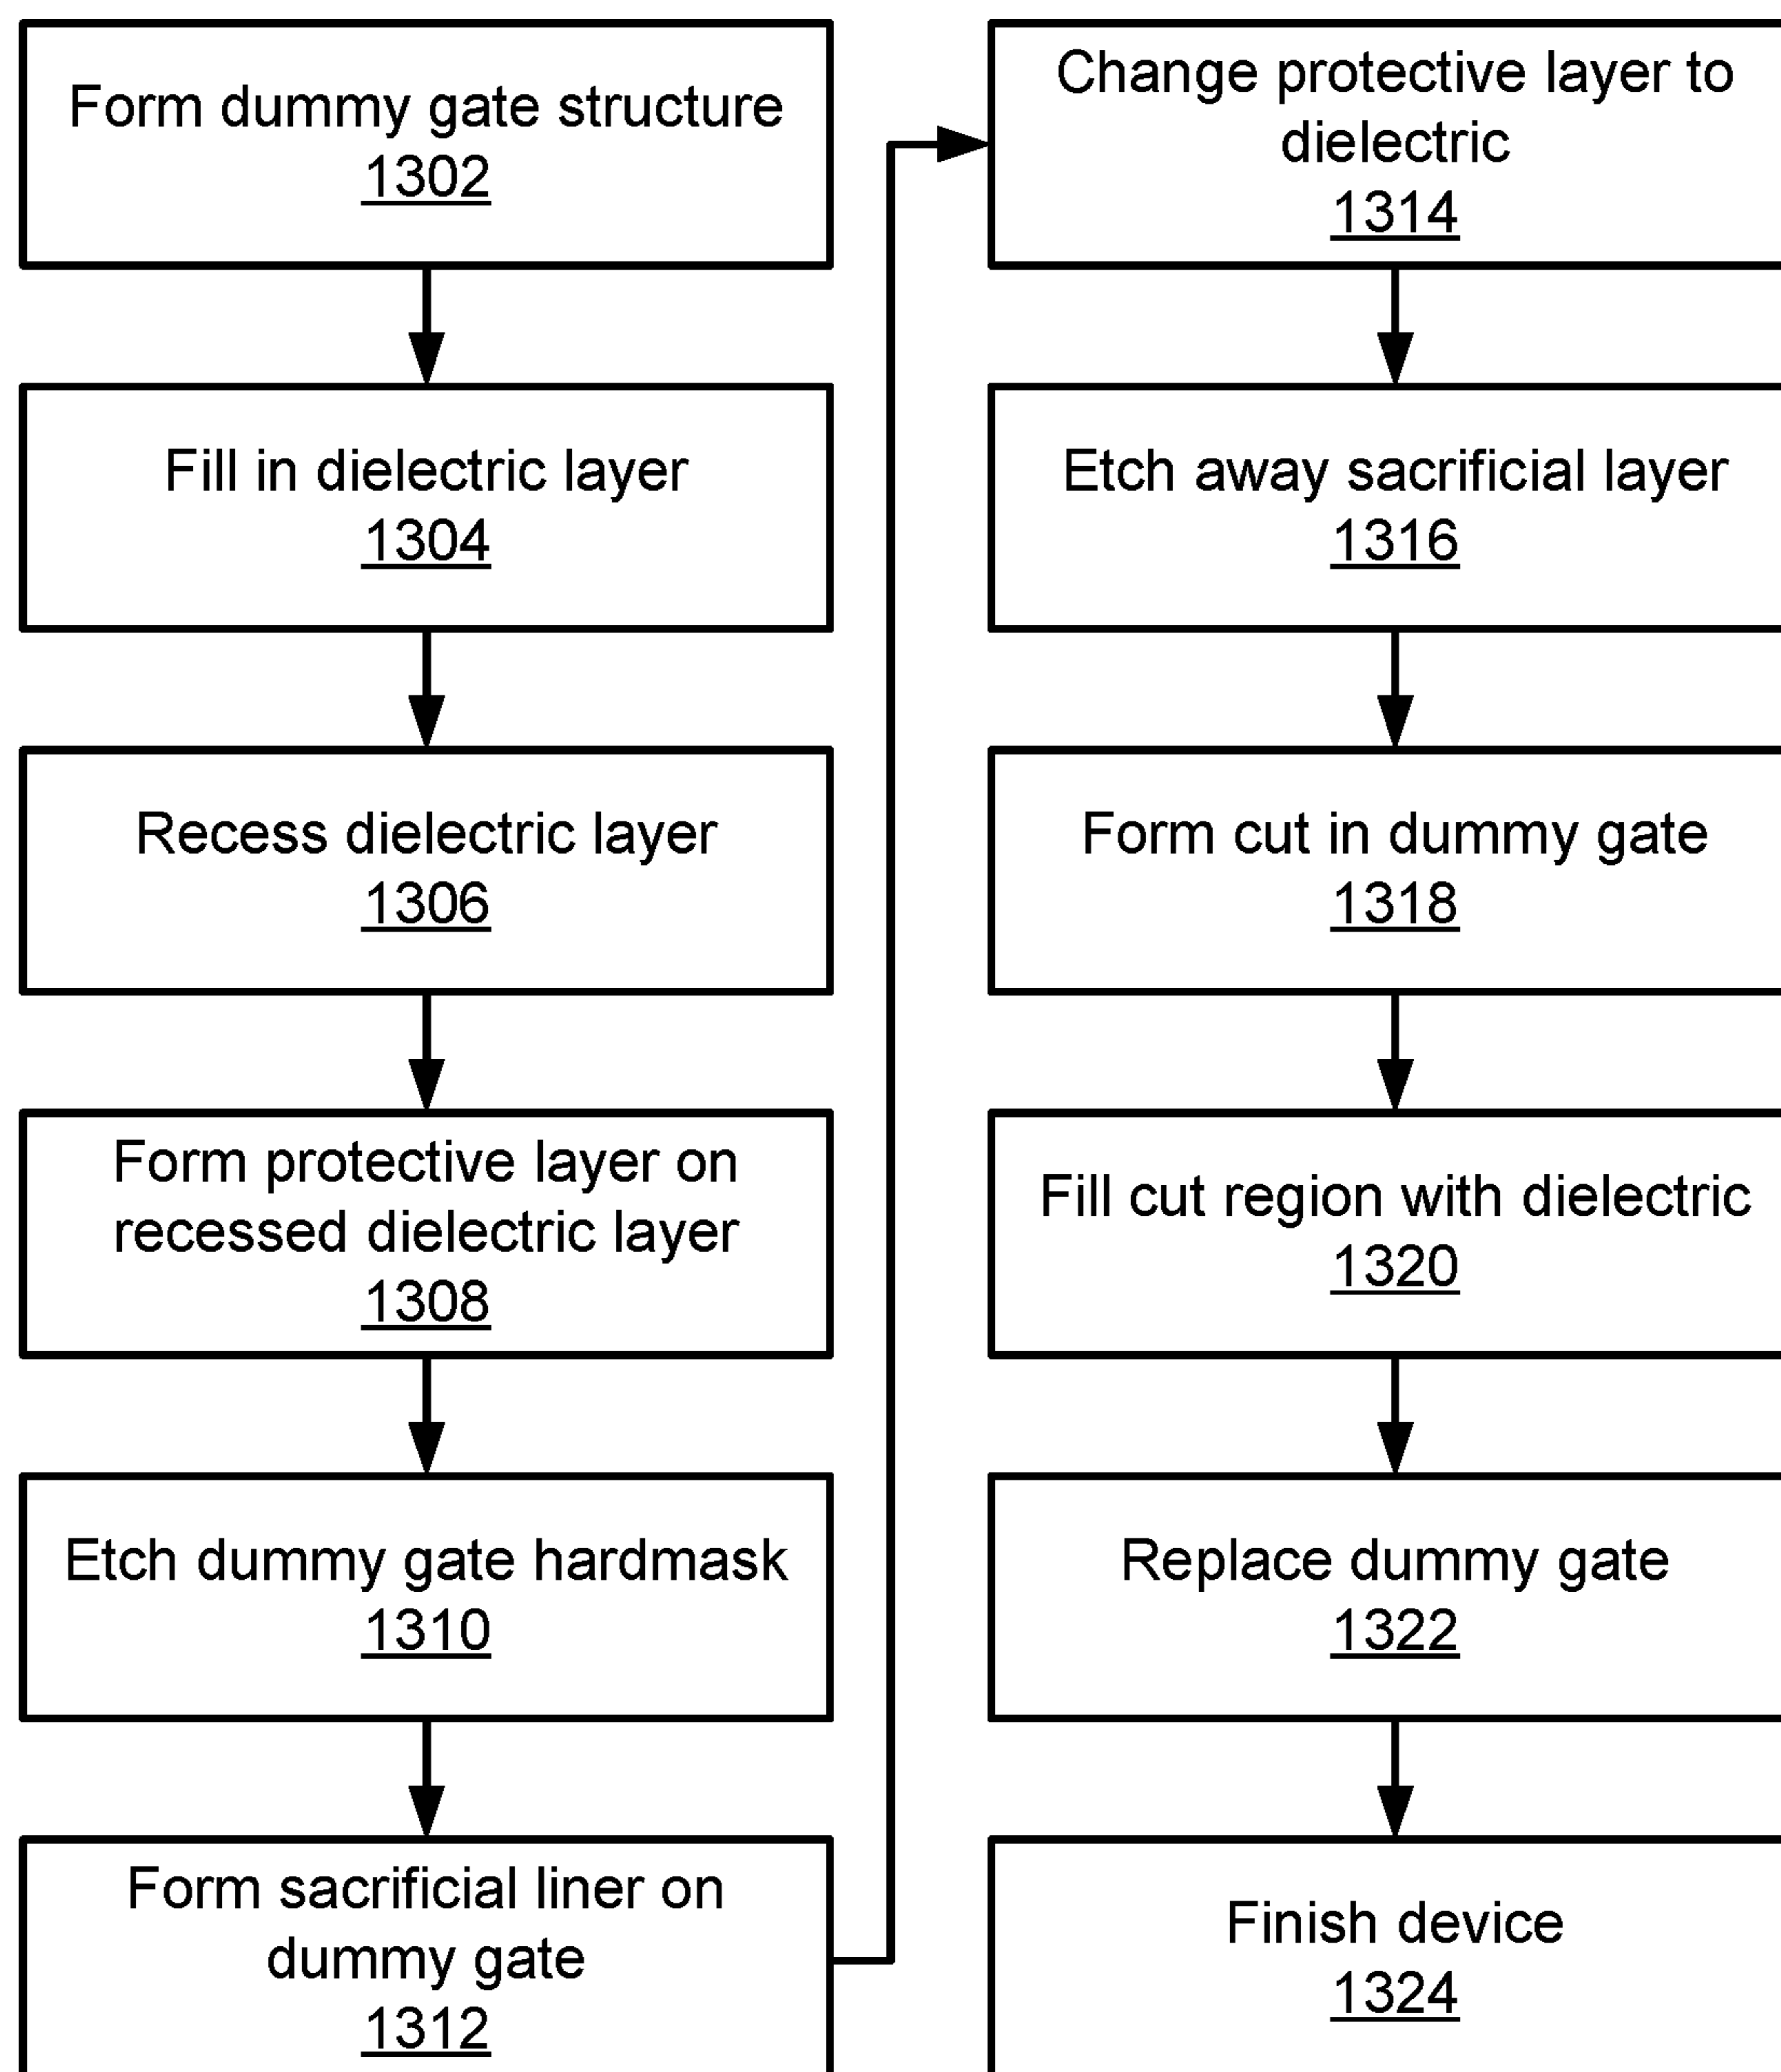 Form dummy gate structure
1302
Fill in dielectric layer
1304
Recess dielectric layer
1306
Form protective layer on
recessed dielectric layer
1308
Etch dummy gate hardmask
1310
Form sacrificial liner on
dummy gate
1312
Change protective layer to
dielectric
1314
Etch away sacrificial layer
1316
Form cut in dummy gate
1318
Fill cut region with dielectric
1320
Replace dummy gate
1322
Finish device
1324